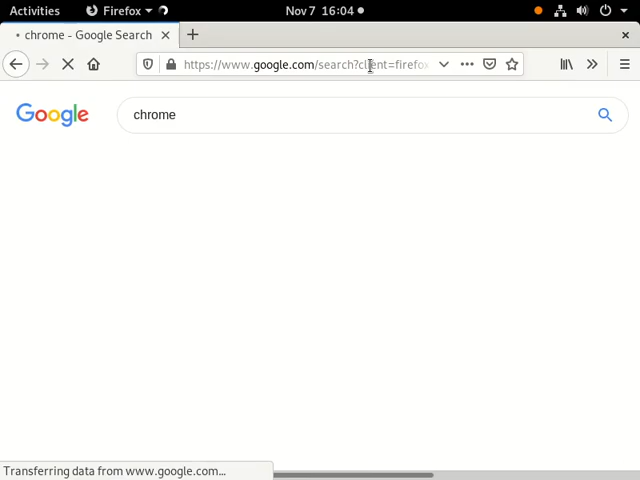 Activities Firefox Nov 7 16:04
chrome - Google Search
https://www.google.com/search?client=firefox
Google chrome
Transferring data from www.google.com...